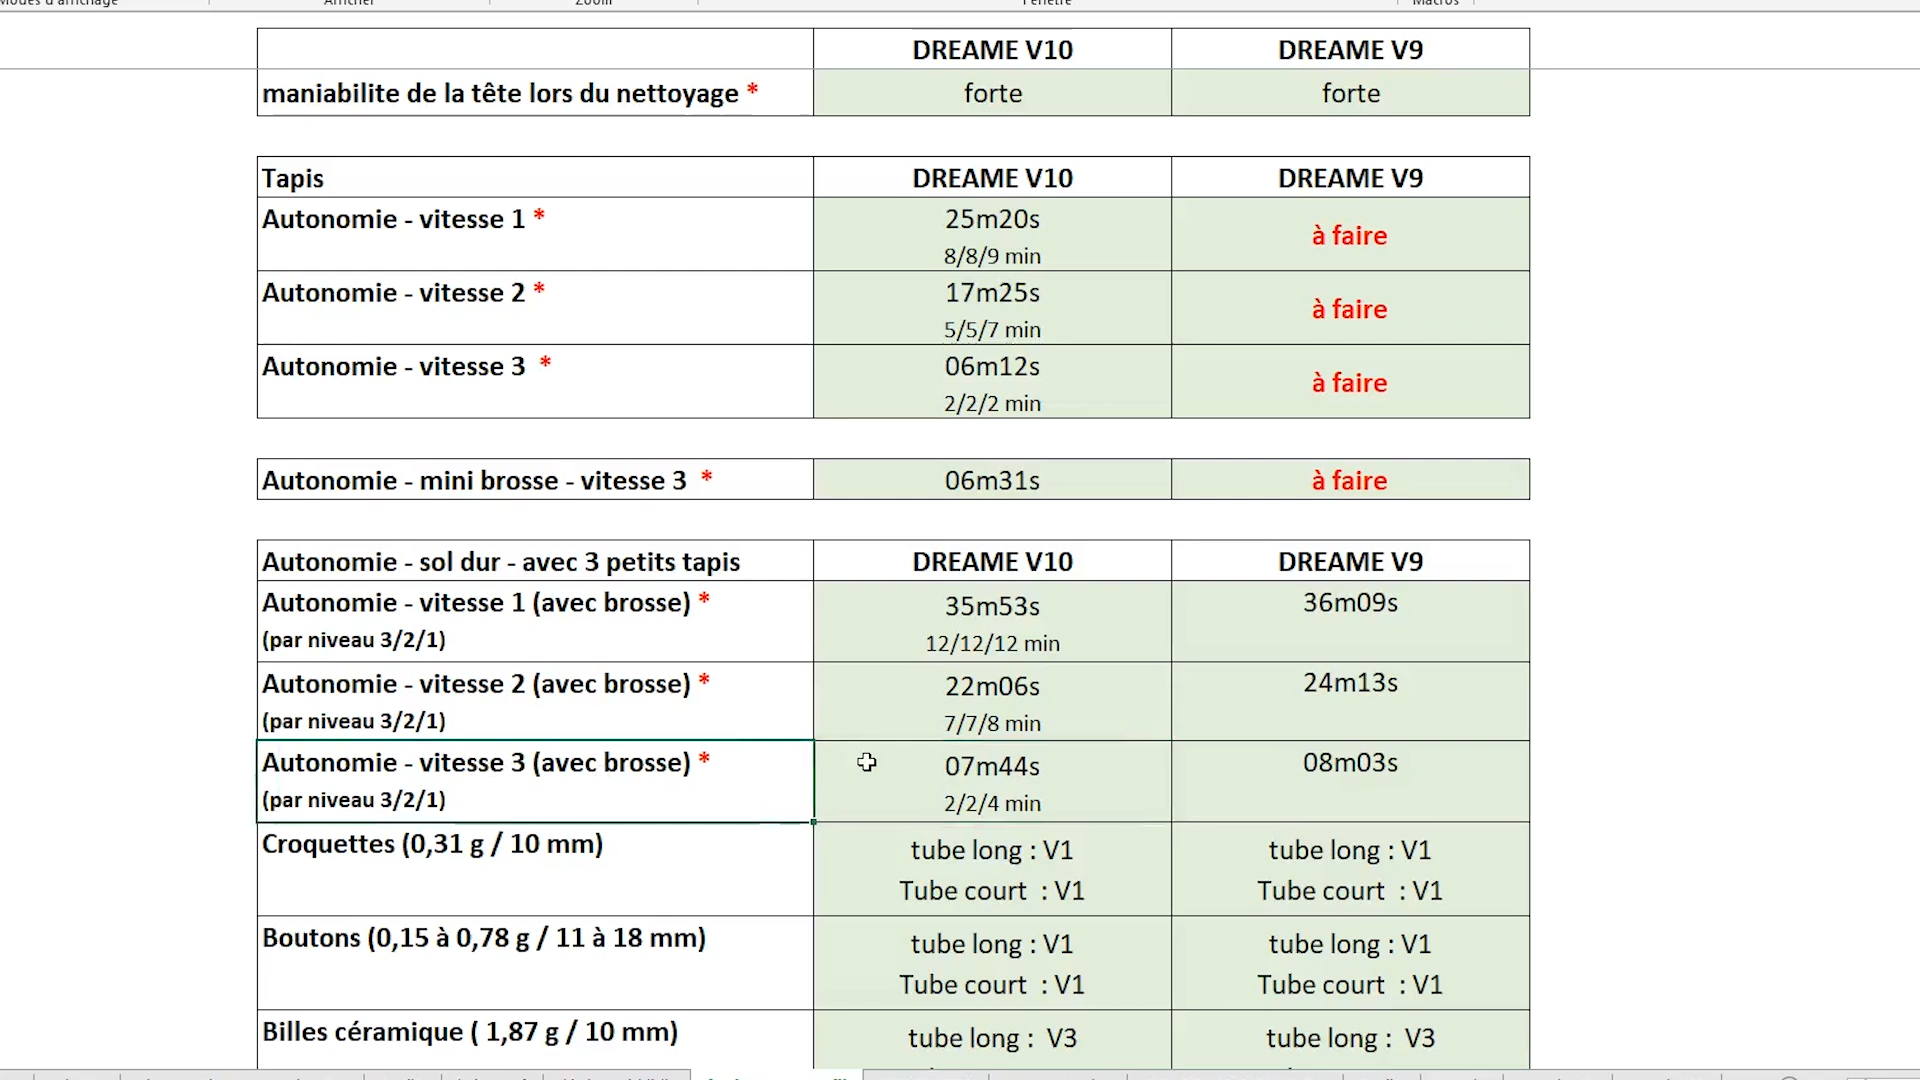 Modes d'affichage Afficher Zoom Fenêtre Macros
DREAME V10 DREAME V9
maniabilite de la tête lors du nettoyage * forte forte
Tapis DREAME V10 DREAME V9
Autonomie - vitesse 1 * 25m20s à faire
8/8/9 min
Autonomie - vitesse 2 * 17m25s à faire
5/5/7 min
Autonomie - vitesse 3 * 06m12s à faire
2/2/2 min
Autonomie - mini brosse - vitesse 3 * 06m31s à faire
Autonomie - sol dur - avec 3 petits tapis DREAME V10 DREAME V9
Autonomie - vitesse 1 (avec brosse) * 35m53s 36m09s
(par niveau 3/2/1) 12/12/12 min
Autonomie - vitesse 2 (avec brosse) * 22m06s 24m13s
(par niveau 3/2/1) 7/7/8 min
Autonomie - vitesse 3 (avec brosse) * 07m44s 08m03s
(par niveau 3/2/1) 2/2/4 min
Croquettes (0,31 g / 10 mm) tube long : V1 tube long : V1
Tube court : V1 Tube court : V1
Boutons (0,15 à 0,78 g / 11 à 18 mm) tube long : V1 tube long : V1
Tube court : V1 Tube court : V1
Billes céramique ( 1,87 g / 10 mm) tube long : V3 tube long : V3